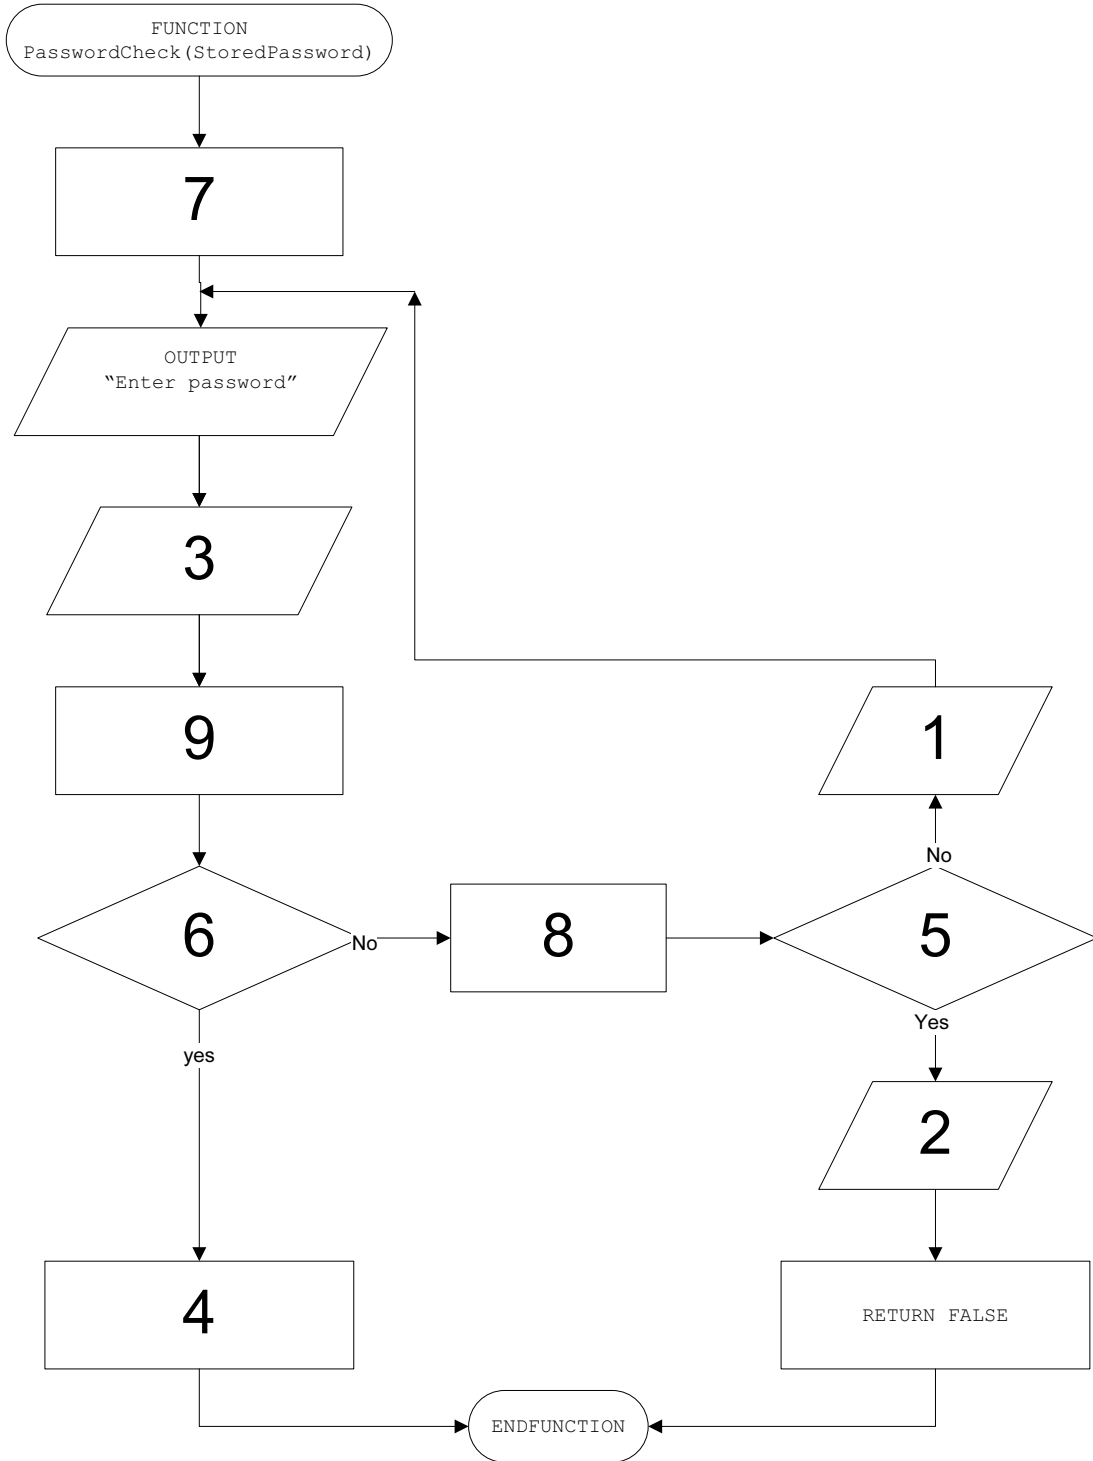 FUNCTION
PasswordCheck(StoredPassword)
7
OUTPUT
“Enter password”
3
9
1
No
6
No
8
5
yes
Yes
2
4
RETURN FALSE
ENDFUNCTION